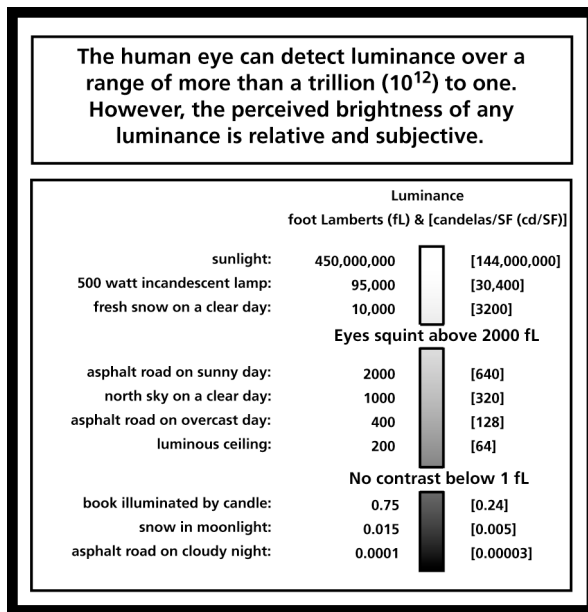 The human eye can detect luminance over a
range of more than a trillion (10¹²) to one.
However, the perceived brightness of any
luminance is relative and subjective.
Luminance
foot Lamberts (fL) & [candelas/SF (cd/SF)]
sunlight: 450,000,000 [144,000,000]
500 watt incandescent lamp: 95,000 [30,400]
fresh snow on a clear day: 10,000 [3200]
Eyes squint above 2000 fL
asphalt road on sunny day: 2000 [640]
north sky on a clear day: 1000 [320]
asphalt road on overcast day: 400 [128]
luminous ceiling: 200 [64]
No contrast below 1 fL
book illuminated by candle: 0.75 [0.24]
snow in moonlight: 0.015 [0.005]
asphalt road on cloudy night: 0.0001 [0.00003]